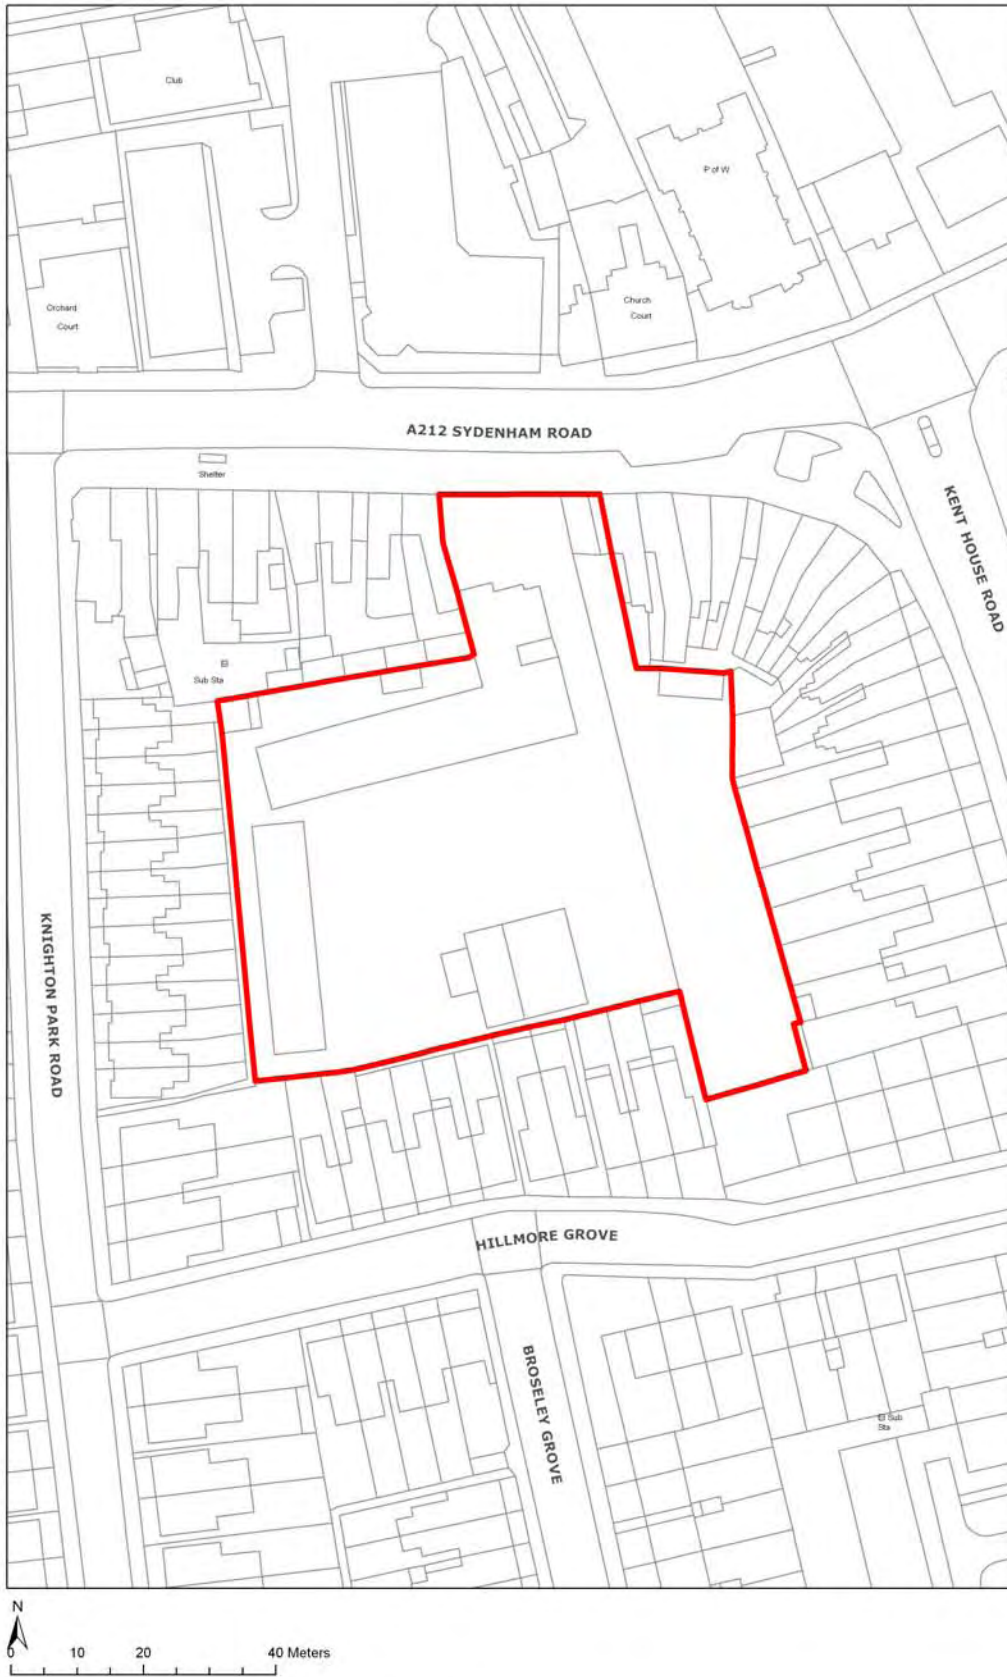 Club
P of W
Orchard
Court
Church
Court
A212 SYDENHAM ROAD
Shelter
KENT HOUSE ROAD
Sub Sta
KNIGHTON PARK ROAD
HILLMORE GROVE
BROSELEY GROVE
El Sub
Sta
N
0 10 20 40 Meters